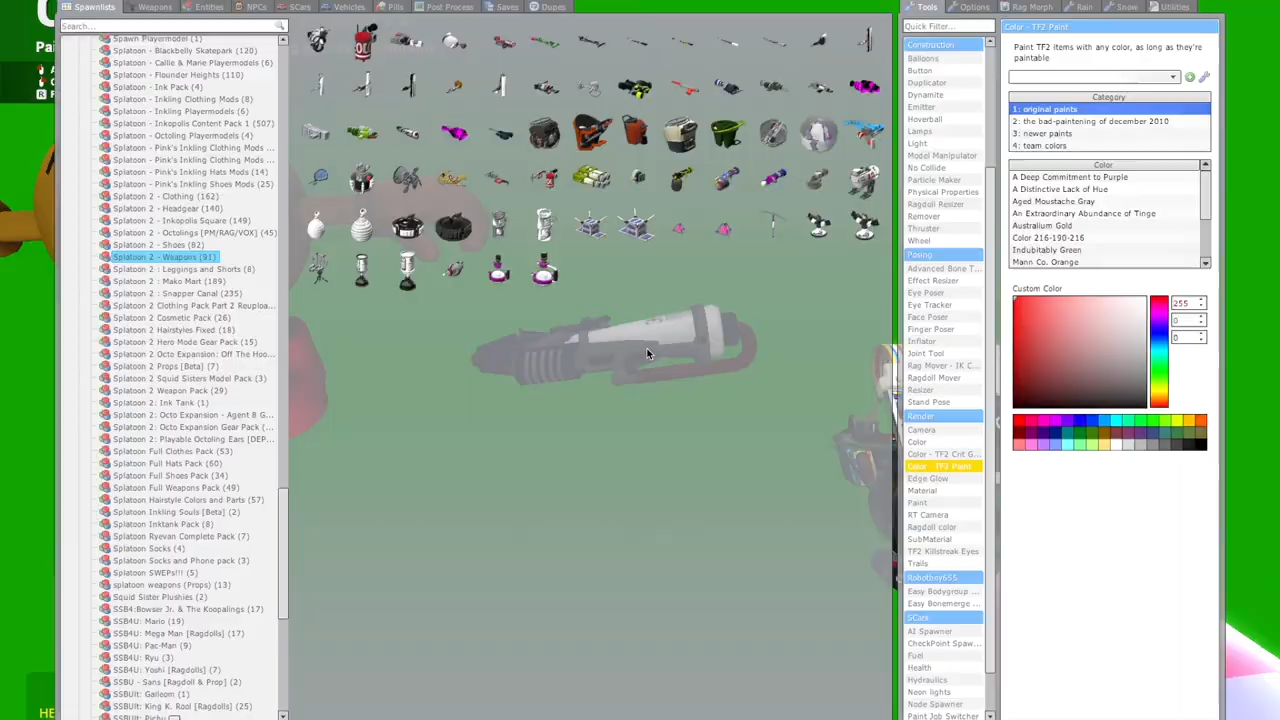 Spawnlists
Weapons
Entities
NPCs
SCars
Vehicles
Pills
Post Process
Saves
Dupes
Tools
Options
Rag Morph
Rain
Snow
Utilities
Search...
Spawn Playermodel (1)
Splatoon - Blackbelly Skatepark (120)
Splatoon - Callie & Marie Playermodels (6)
Splatoon - Flounder Heights (110)
Splatoon - Ink Pack (4)
Splatoon - Inkling Clothing Mods (8)
Splatoon - Inkling Playermodels (6)
Splatoon - Inkopolis Content Pack 1 (507)
Splatoon - Octoling Playermodels (4)
Splatoon - Pink's Inkling Clothing Mods ...
Splatoon - Pink's Inkling Clothing Mods ...
Splatoon - Pink's Inkling Hair Mods (14)
Splatoon - Pink's Inkling Shoes Mods (25)
Splatoon 2 - Clothing (162)
Splatoon 2 - Headgear (140)
Splatoon 2 - Inkopolis Square (149)
Splatoon 2 - Octolings [PM/RAG/VOX] (45)
Splatoon 2 - Shoes (82)
Splatoon 2 - Weapons (91)
Splatoon 2 : Leggings and Shorts (8)
Splatoon 2 : Mako Mart (189)
Splatoon 2 : Snapper Canal (235)
Splatoon 2 Clothing Pack Part 2 Reuploa...
Splatoon 2 Cosmetic Pack (26)
Splatoon 2 Hairstyles Fixed (18)
Splatoon 2 Hero Mode Gear Pack (15)
Splatoon 2 Octo Expansion: Off The Hoo...
Splatoon 2 Props [Beta] (7)
Splatoon 2 Squid Sisters Model Pack (3)
Splatoon 2 Weapon Pack (29)
Splatoon 2: Ink Tank (1)
Splatoon 2: Octo Expansion - Agent 8 G...
Splatoon 2: Octo Expansion Gear Pack (...
Splatoon 2: Playable Octoling Ears [DEP...
Splatoon Full Clothes Pack (53)
Splatoon Full Hats Pack (60)
Splatoon Full Shoes Pack (34)
Splatoon Full Weapons Pack (49)
Splatoon Hairstyle Colors and Parts (57)
Splatoon Inkling Souls [Beta] (2)
Splatoon Inktank Pack (8)
Splatoon Ryevan Complete Pack (7)
Splatoon Socks (4)
Splatoon Socks and Phone pack (3)
Splatoon SWEPs!!! (5)
splatoon weapons (Props) (13)
Squid Sister Plushies (2)
SSB4:Bowser Jr. & The Koopalings (17)
SSB4U: Mario (19)
SSB4U: Mega Man [Ragdoll] (17)
SSB4U: Pac-Man (9)
SSB4U: Ryu (3)
SSB4U: Yoshi [Ragdolls] (7)
SSBU - Sans [Ragdoll & Prop] (2)
SSBUlt: Galleom (1)
SSBUlt: King K. Rool [Ragdolls] (25)
SSBUlt: Pichu
Quick Filter...
Construction
Balloons
Button
Duplicator
Dynamite
Emitter
Hoverball
Lamps
Light
Model Manipulator
No Collide
Particle Maker
Physical Properties
Ragdoll Resizer
Remover
Thruster
Wheel
Posing
Advanced Bone T...
Effect Resizer
Eye Poser
Eye Tracker
Face Poser
Finger Poser
Inflator
Joint Tool
Rag Mover - IK C...
Ragdoll Mover
Resizer
Stand Pose
Render
Camera
Color
Color - TF2 Crit G...
Color - TF2 Paint
Edge Glow
Material
Paint
RT Camera
Ragdoll color
SubMaterial
TF2 Killstreak Eyes
Trails
Robotboy655
Easy Bodygroup ...
Easy Bonemerge ...
SCars
AI Spawner
CheckPoint Spaw...
Fuel
Health
Hydraulics
Neon lights
Node Spawner
Paint Job Switcher
Color - TF2 Paint
Paint TF2 items with any color, as long as they're
paintable
Category
1: original paints
2: the bad-paintening of december 2010
3: newer paints
4: team colors
Color
A Deep Commitment to Purple
A Distinctive Lack of Hue
Aged Moustache Gray
An Extraordinary Abundance of Tinge
Australium Gold
Color 216-190-216
Indubitably Green
Mann Co. Orange
Custom Color
255
0
0
Pai
R
HE